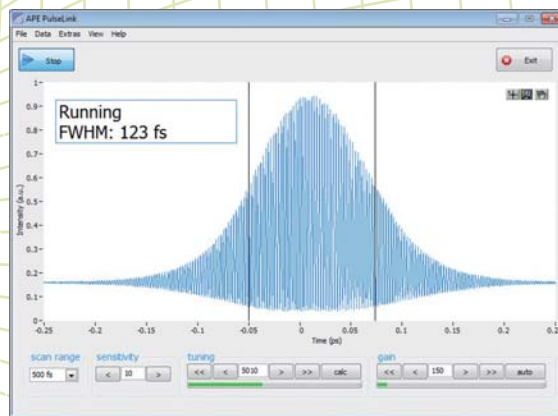 APE PulseLink
File Data Extras View Help
Stop
Exit
Running
FWHM: 123 fs
Intensity (a.u.)
1-
0.9-
0.8-
0.7-
0.6-
0.5-
0.4-
0.3-
0.2-
0.1-
0-
-0.25 -0.2 -0.15 -0.1 -0.05 0 0.05 0.1 0.15 0.2 0.2
Time (ps)
scan range
500 fs
sensitivity
< 10 >
tuning
<< < 5010 > >> calc
gain
<< < 150 > >> auto